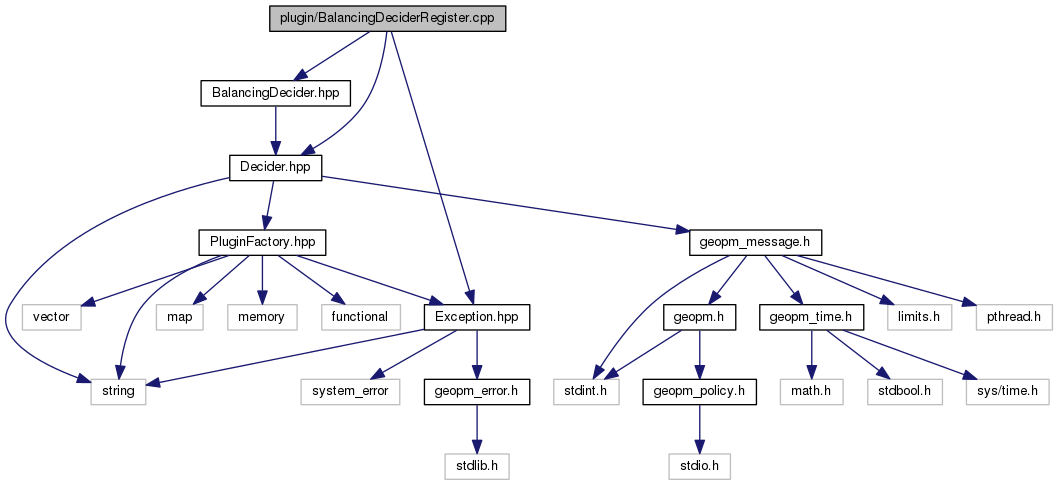 plugin/BalancingDeciderRegister.cpp
BalancingDecider.hpp
Decider.hpp
PluginFactory.hpp
geopm_message.h
vector
map
memory
functional
Exception.hpp
geopm.h
geopm_time.h
limits.h
pthread.h
string
system_error
geopm_error.h
stdint.h
geopm_policy.h
math.h
stdbool.h
sys/time.h
stdlib.h
stdio.h